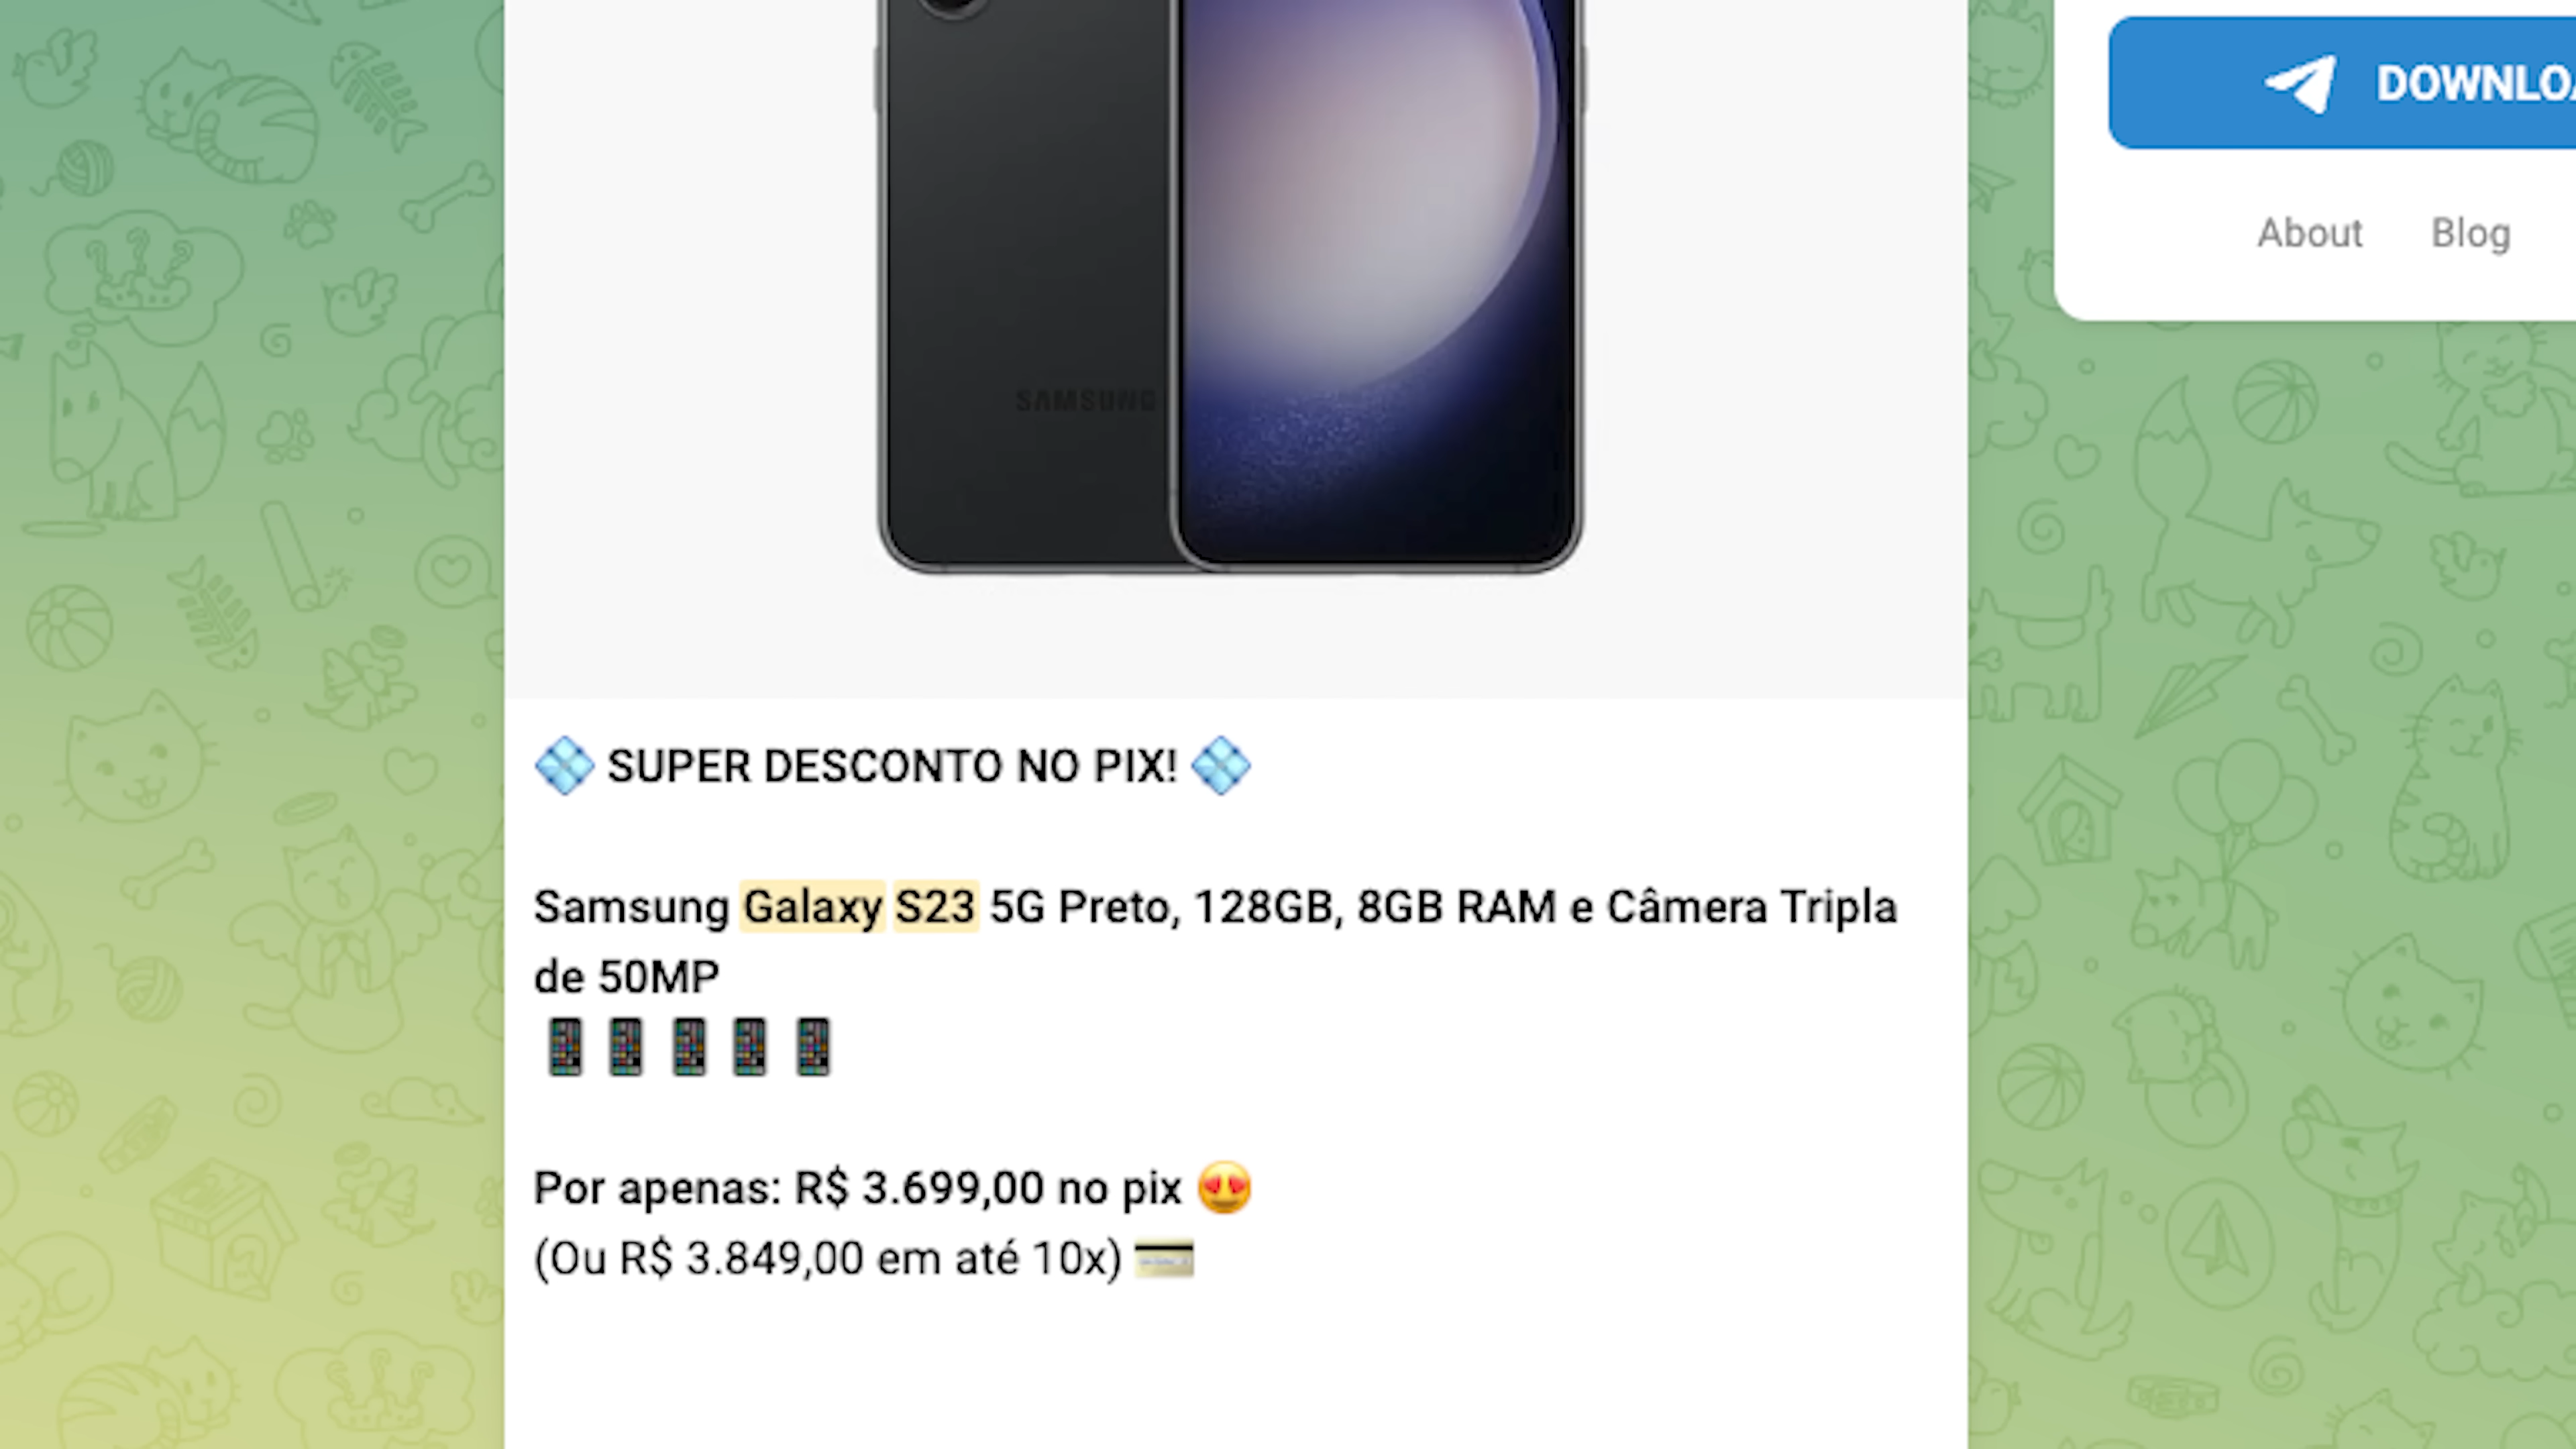 DOWNLOA
About Blog
SAMSUNG
💠 SUPER DESCONTO NO PIX! 💠
Samsung Galaxy S23 5G Preto, 128GB, 8GB RAM e Câmera Tripla
de 50MP
📱📱📱📱📱
Por apenas: R$ 3.699,00 no pix 😍
(Ou R$ 3.849,00 em até 10x) 💳